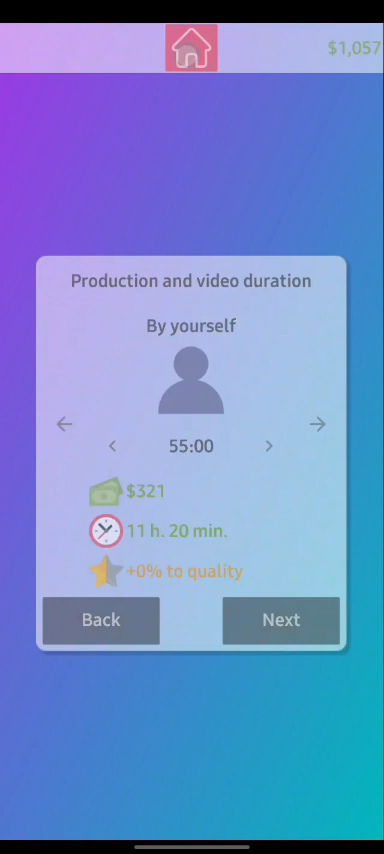 $1,057
Production and video duration
By yourself
55:00
$321
11 h. 20 min.
+0% to quality
Back
Next